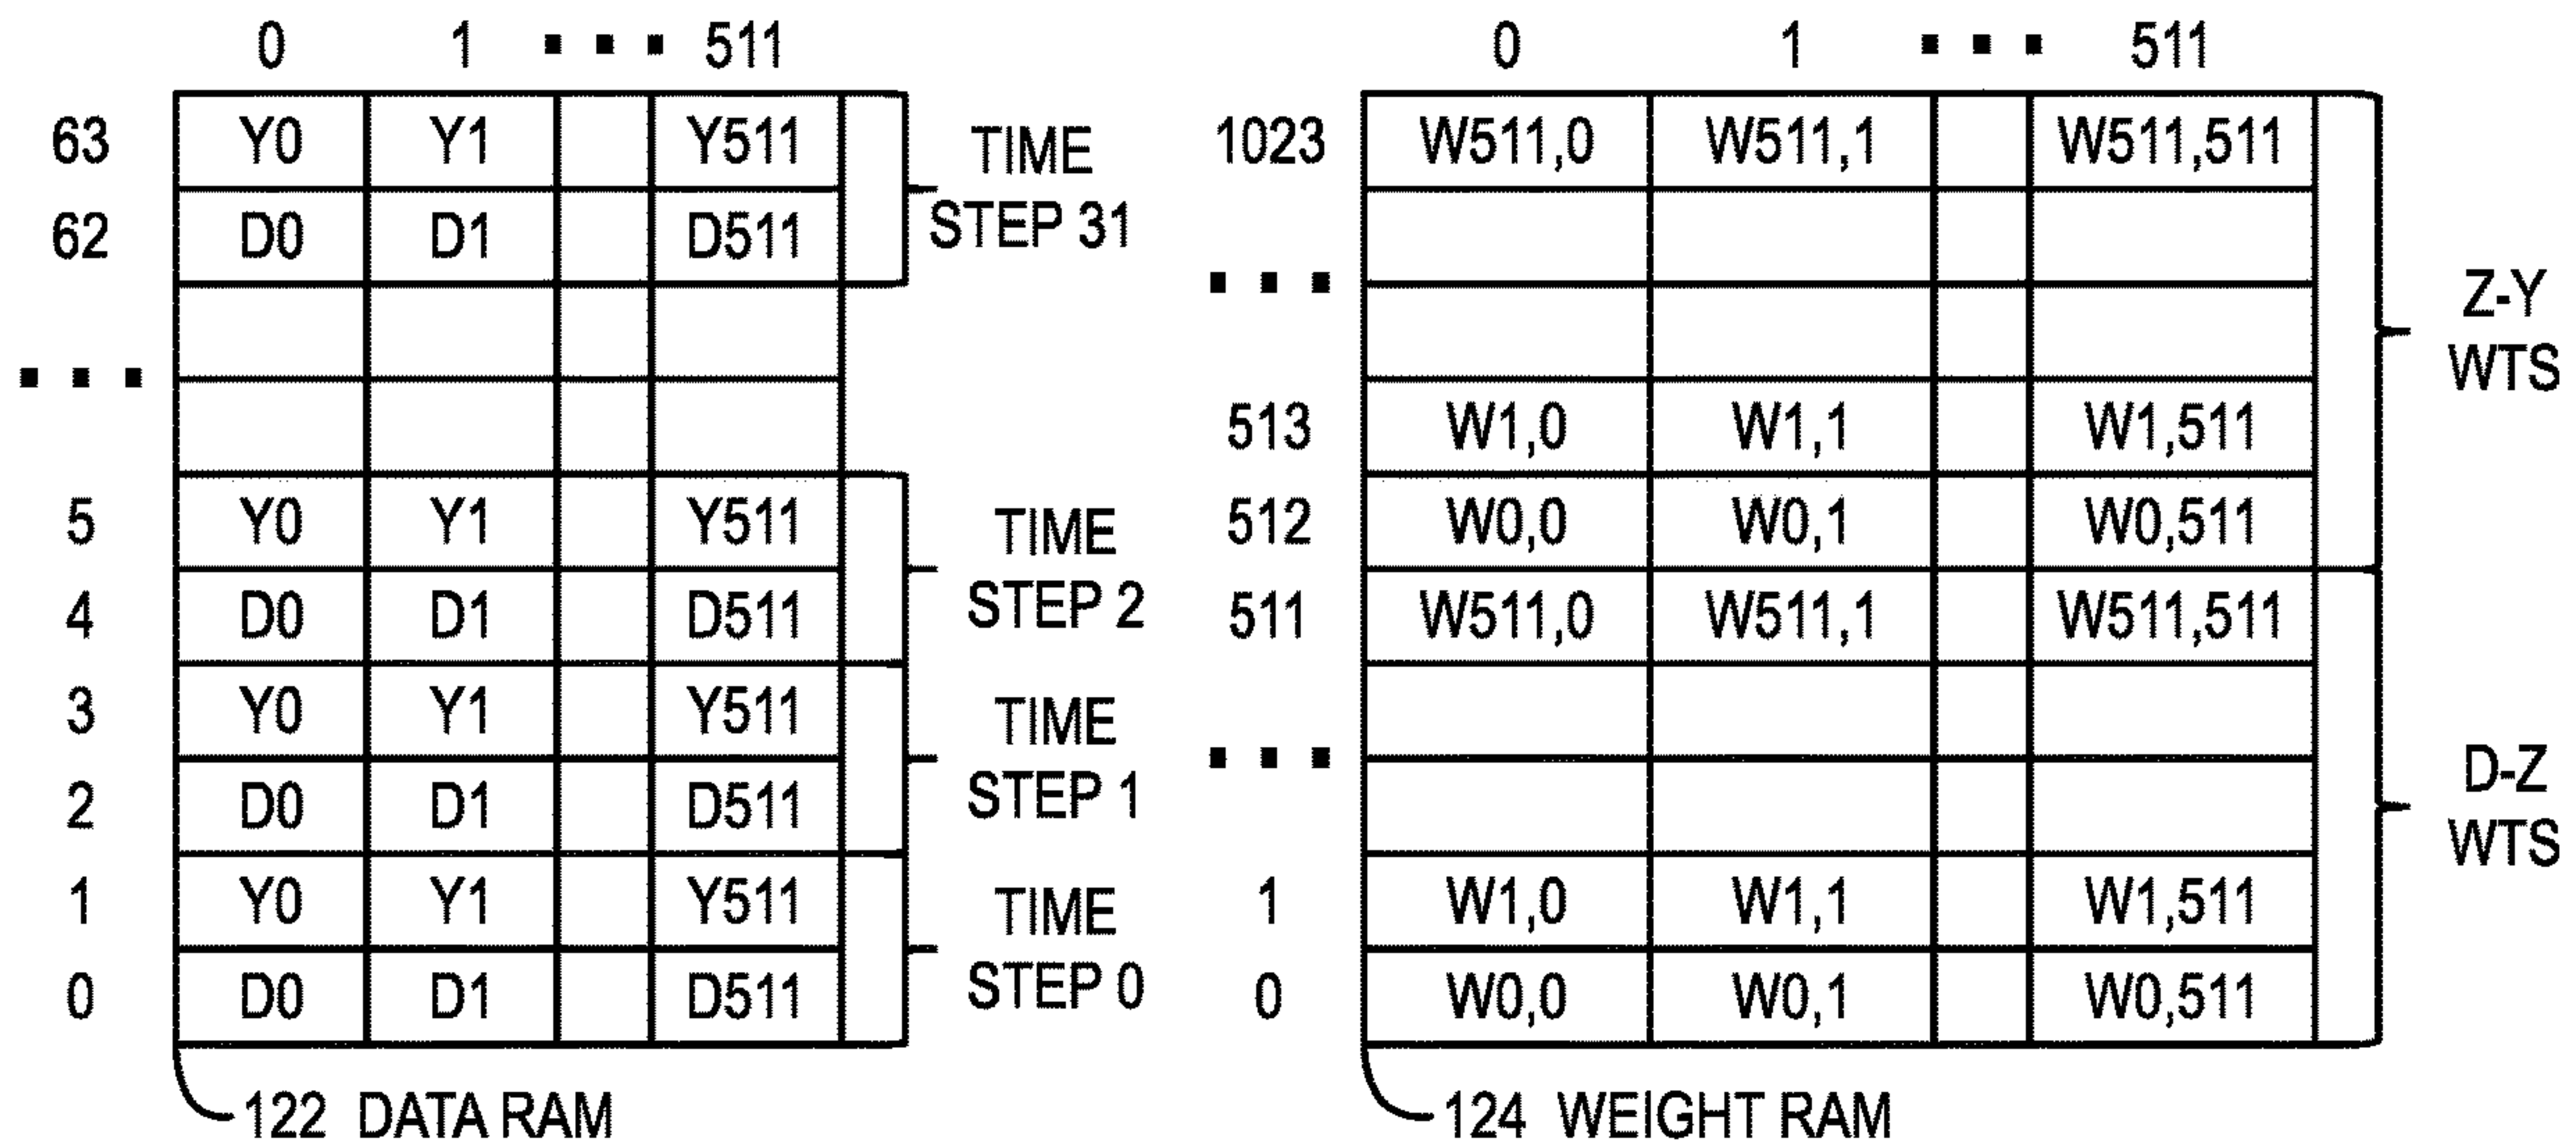 0 1 ■ ■ ■ 511
63 Y0 Y1 Y511
62 D0 D1 D511
TIME
STEP 31
■ ■ ■
5 Y0 Y1 Y511
4 D0 D1 D511
TIME
STEP 2
3 Y0 Y1 Y511
2 D0 D1 D511
TIME
STEP 1
1 Y0 Y1 Y511
0 D0 D1 D511
TIME
STEP 0
122 DATA RAM
0 1 ■ ■ ■ 511
1023 W511,0 W511,1 W511,511
■ ■ ■
513 W1,0 W1,1 W1,511
512 W0,0 W0,1 W0,511
Z-Y
WTS
511 W511,0 W511,1 W511,511
■ ■ ■
1 W1,0 W1,1 W1,511
0 W0,0 W0,1 W0,511
D-Z
WTS
124 WEIGHT RAM